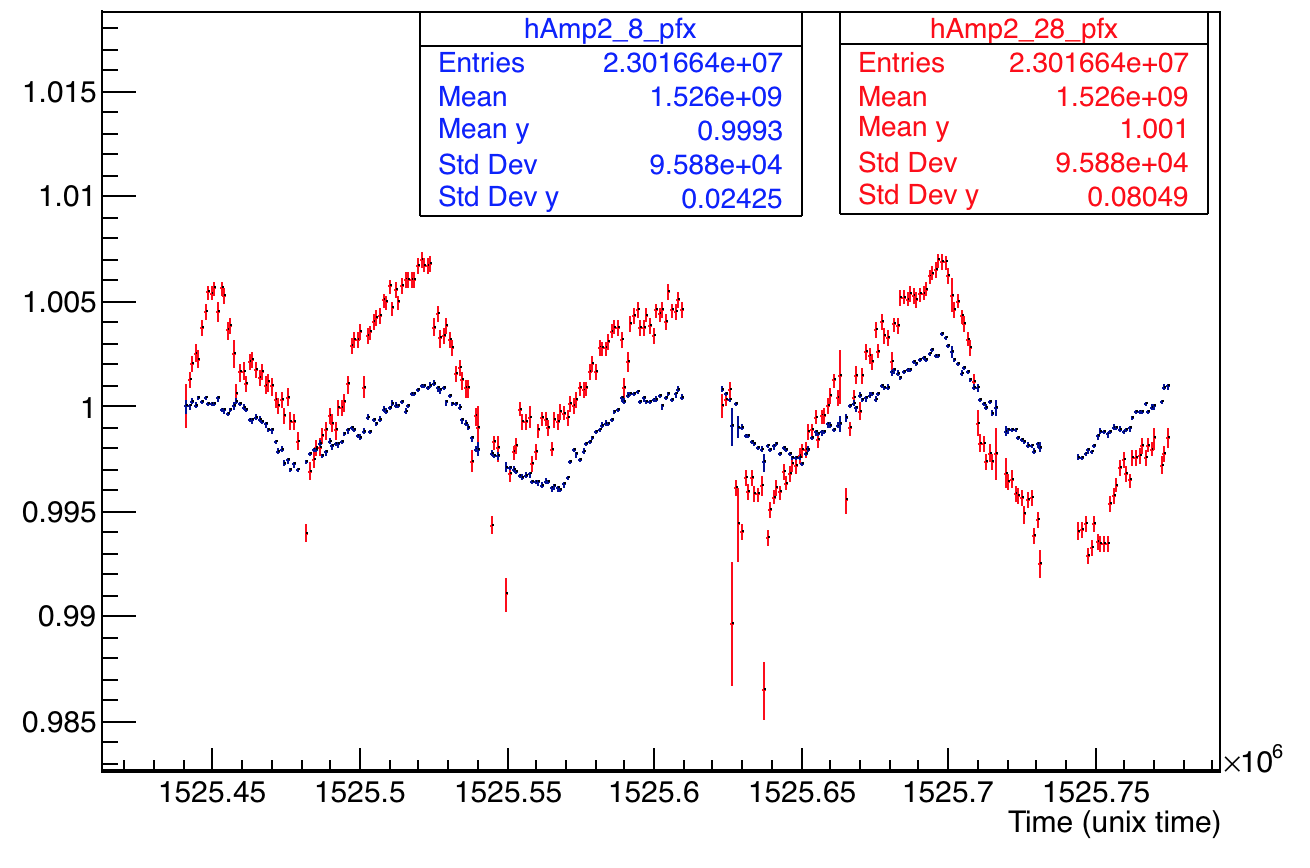 hAmp2_8_pfx
Entries 2.301664e+07
Mean 1.526e+09
Mean y 0.9993
Std Dev 9.588e+04
Std Dev y 0.02425
hAmp2_28_pfx
Entries 2.301664e+07
Mean 1.526e+09
Mean y 1.001
Std Dev 9.588e+04
Std Dev y 0.08049
1.015
1.01
1.005
1
0.995
0.99
0.985
1525.45 1525.5 1525.55 1525.6 1525.65 1525.7 1525.75
×10⁶
Time (unix time)